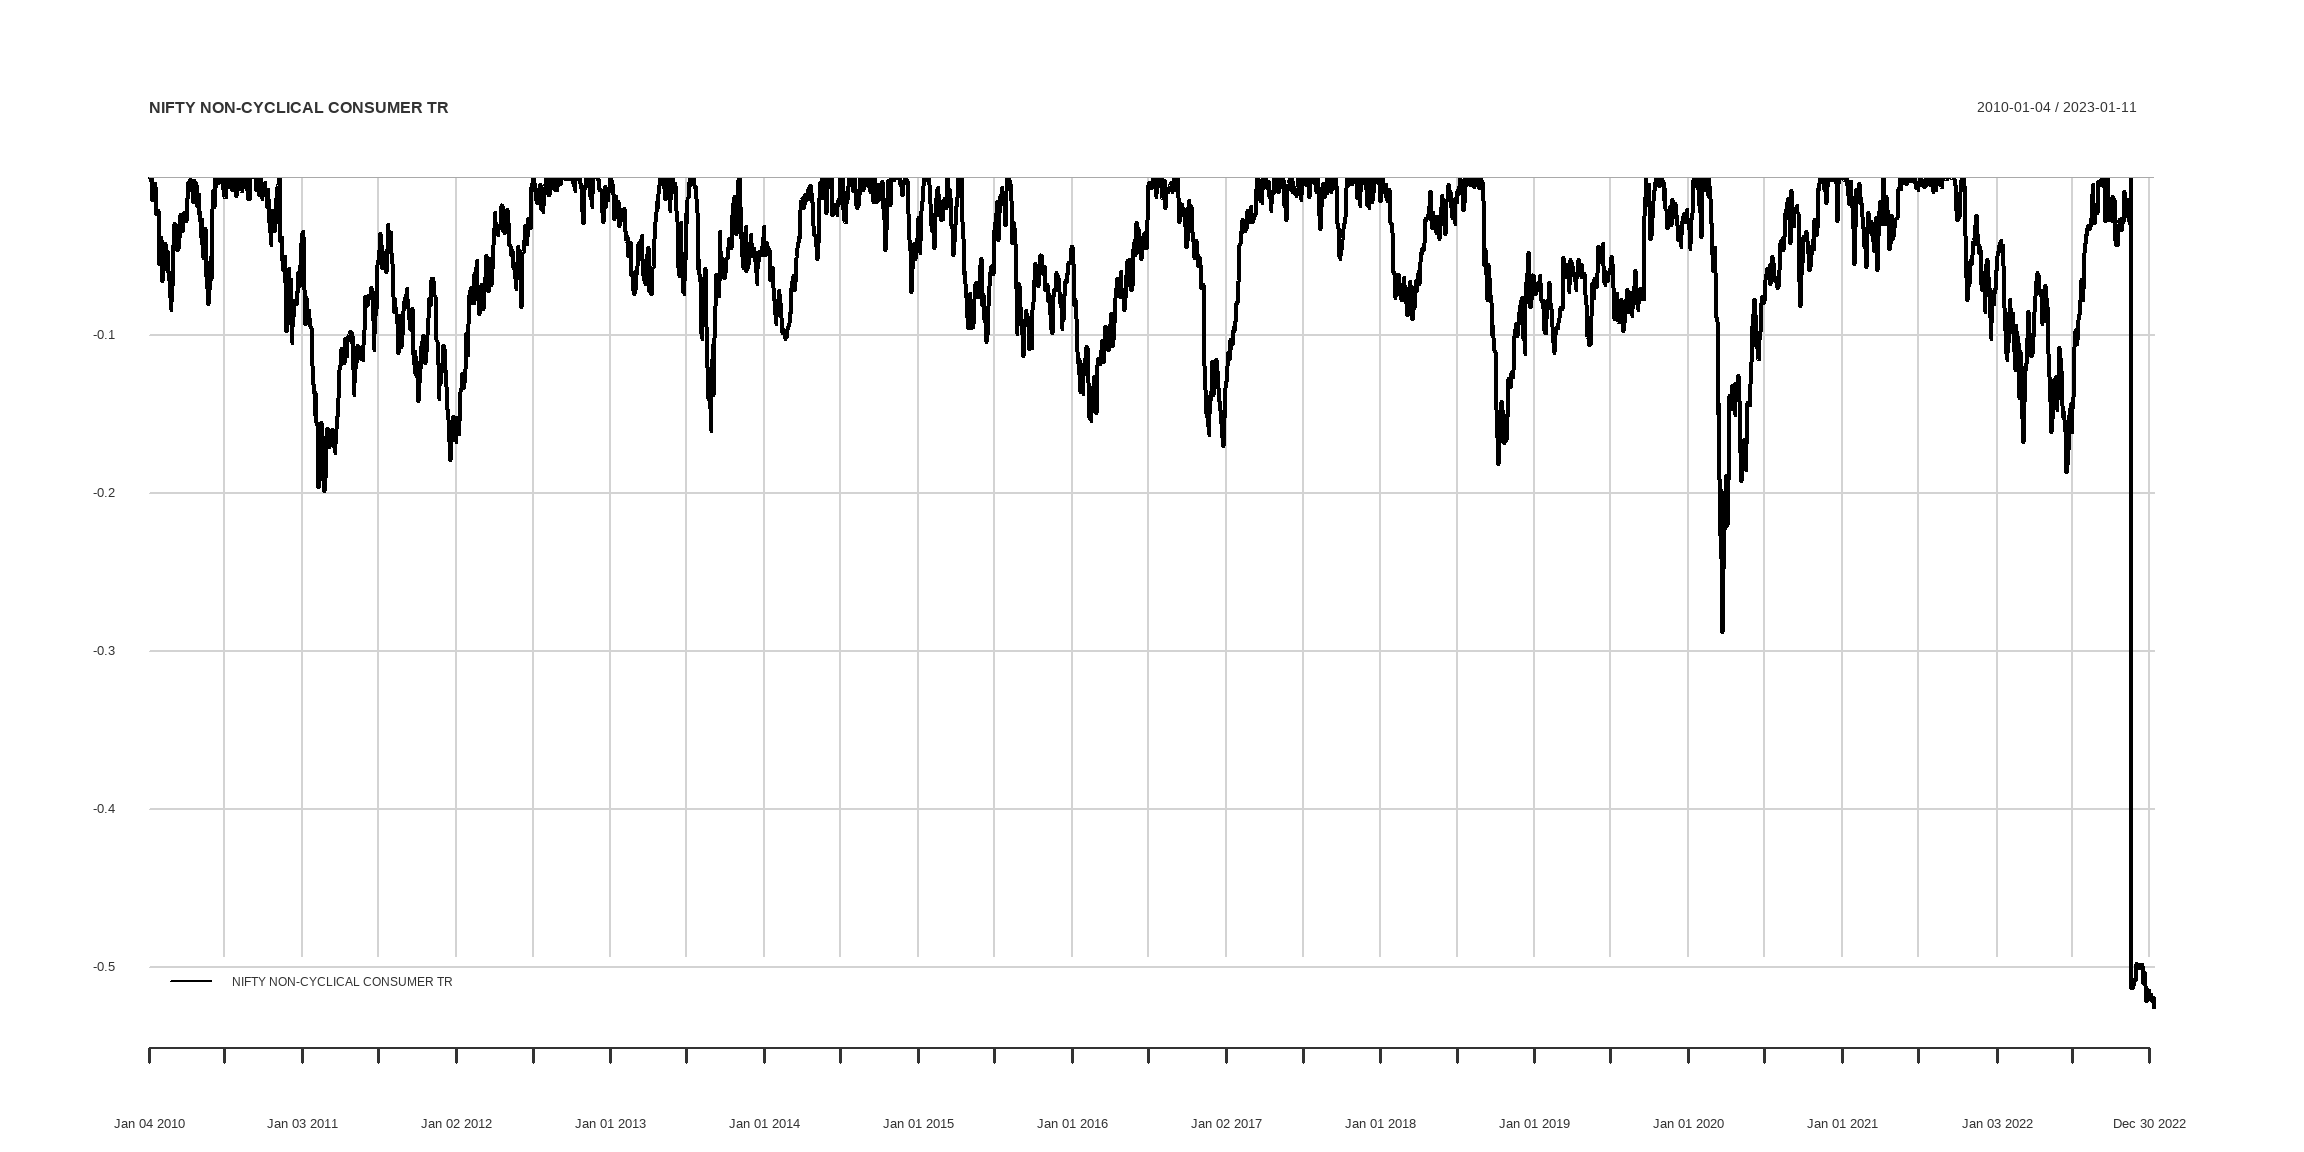 NIFTY NON-CYCLICAL CONSUMER TR
2010-01-04 / 2023-01-11
-0.1
-0.2
-0.3
-0.4
-0.5
NIFTY NON-CYCLICAL CONSUMER TR
Jan 04 2010
Jan 03 2011
Jan 02 2012
Jan 01 2013
Jan 01 2014
Jan 01 2015
Jan 01 2016
Jan 02 2017
Jan 01 2018
Jan 01 2019
Jan 01 2020
Jan 01 2021
Jan 03 2022
Dec 30 2022